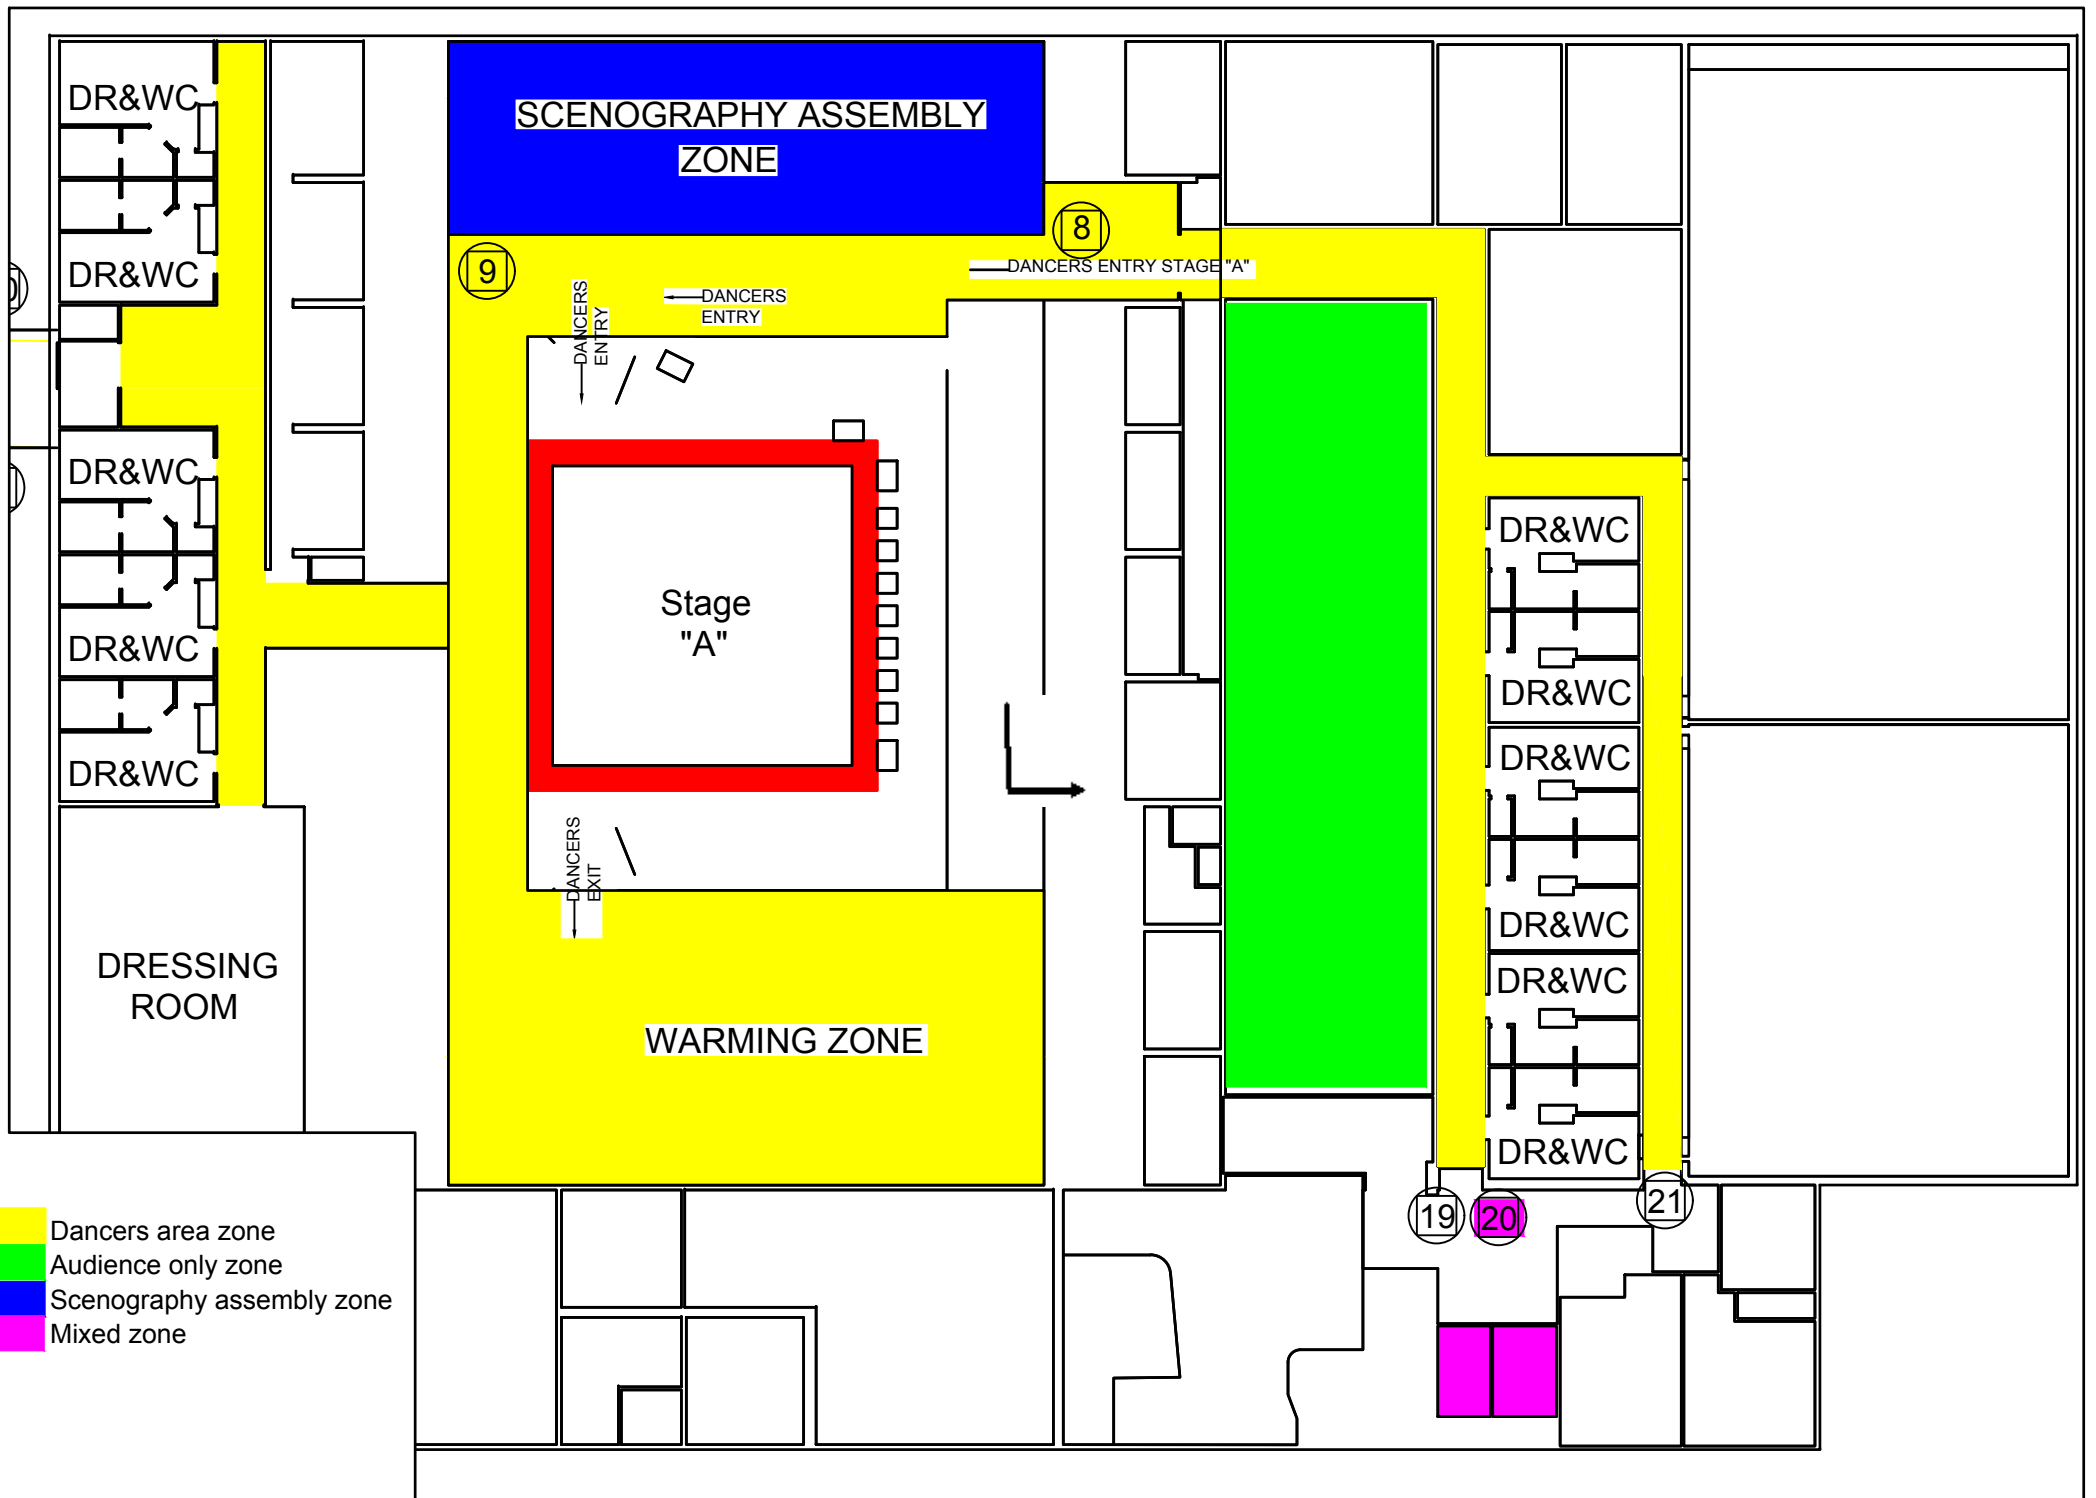 DR&WC
SCENOGRAPHY ASSEMBLY
ZONE
8
9
DR&WC
DANCERS ENTRY STAGE "A"
DANCERS
ENTRY
DANCERS
ENTRY
DR&WC
DR&WC
Stage
"A"
DR&WC
DR&WC
DR&WC
DR&WC
DANCERS
EXIT
DR&WC
DRESSING
ROOM
DR&WC
WARMING ZONE
DR&WC
19
20
21
Dancers area zone
Audience only zone
Scenography assembly zone
Mixed zone